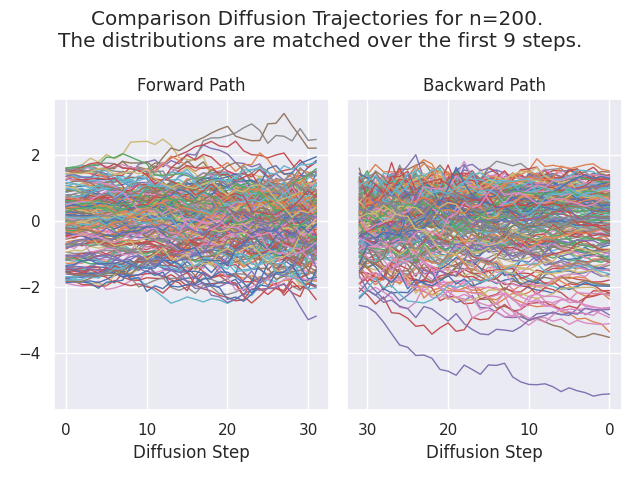 Comparison Diffusion Trajectories for n=200.
The distributions are matched over the first 9 steps.
Forward Path
Backward Path
2
0
−2
−4
0 10 20 30
30 20 10 0
Diffusion Step
Diffusion Step